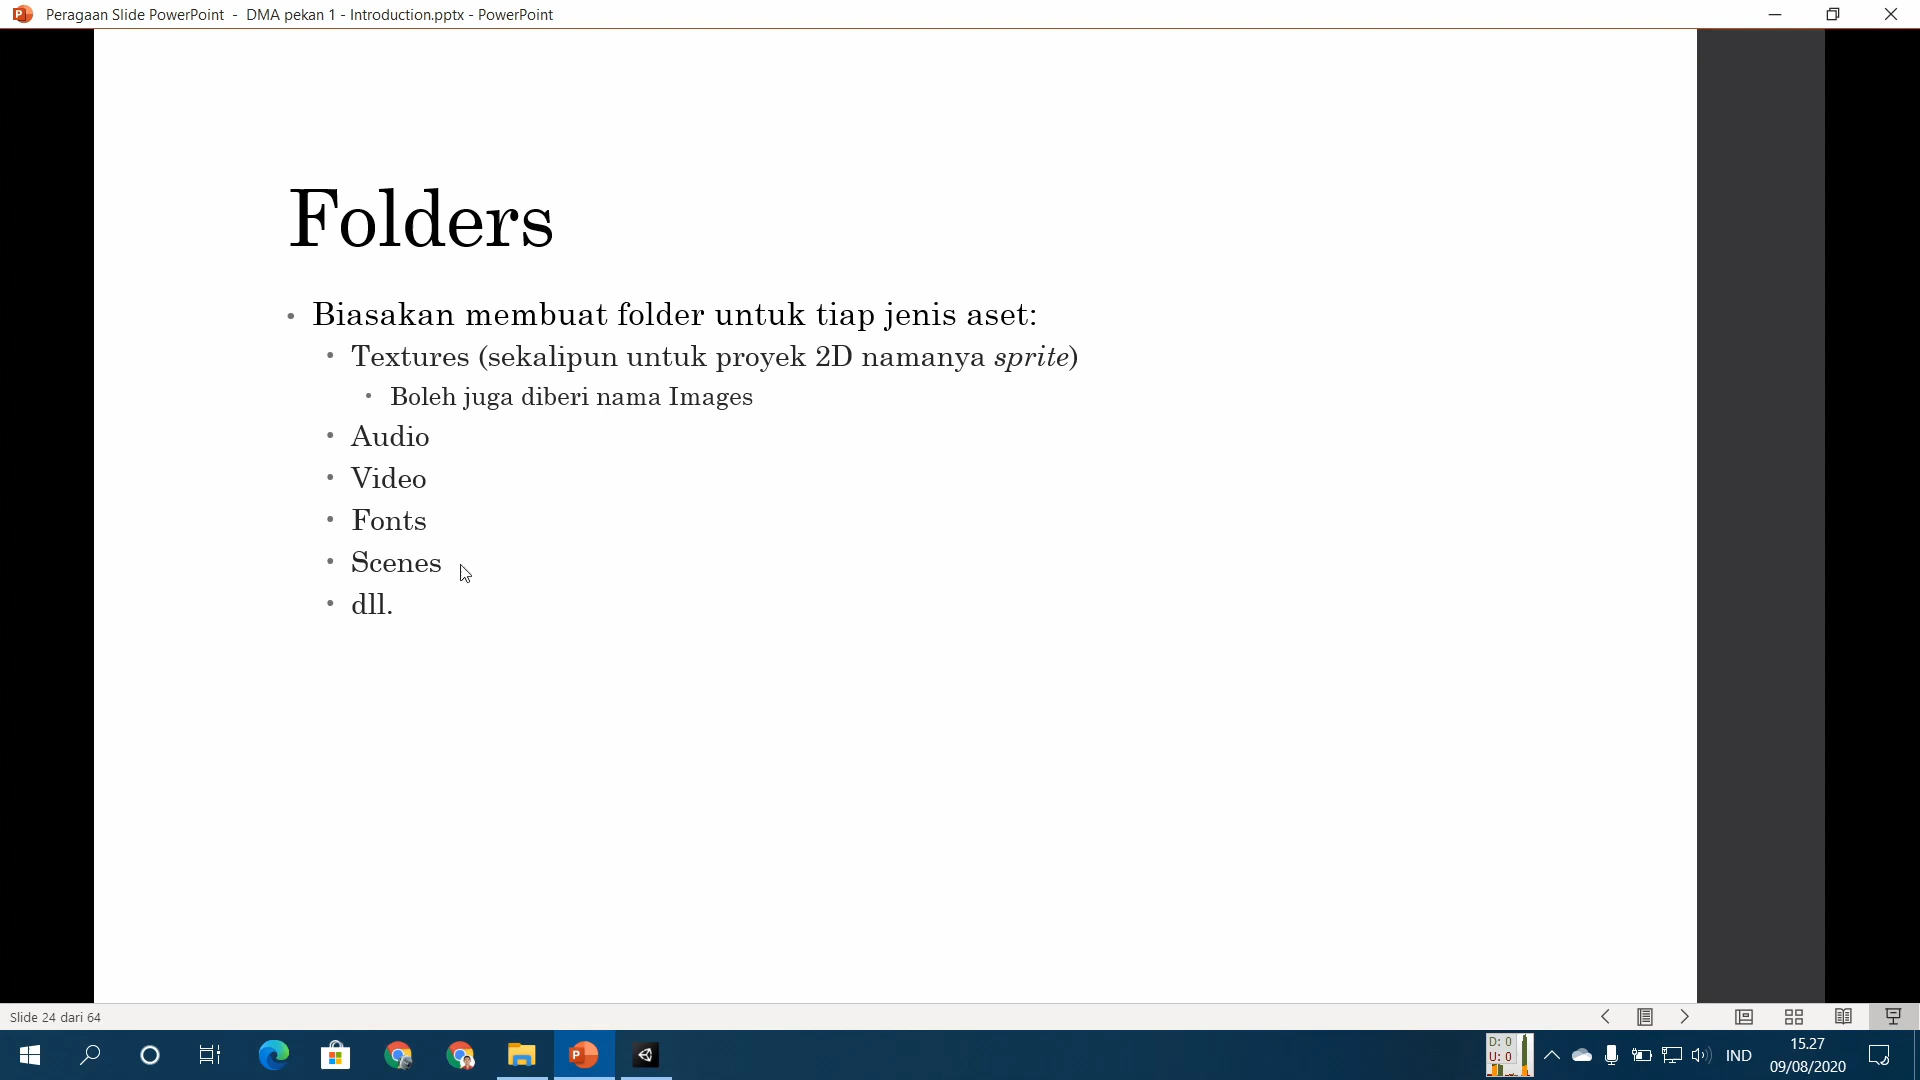 Peragaan Slide PowerPoint - DMA pekan 1 - Introduction.pptx - PowerPoint
Folders
• Biasakan membuat folder untuk tiap jenis aset:
• Textures (sekalipun untuk proyek 2D namanya sprite)
• Boleh juga diberi nama Images
• Audio
• Video
• Fonts
• Scenes
• dll.
Slide 24 dari 64
D: 0
U: 0
IND
15.27
09/08/2020